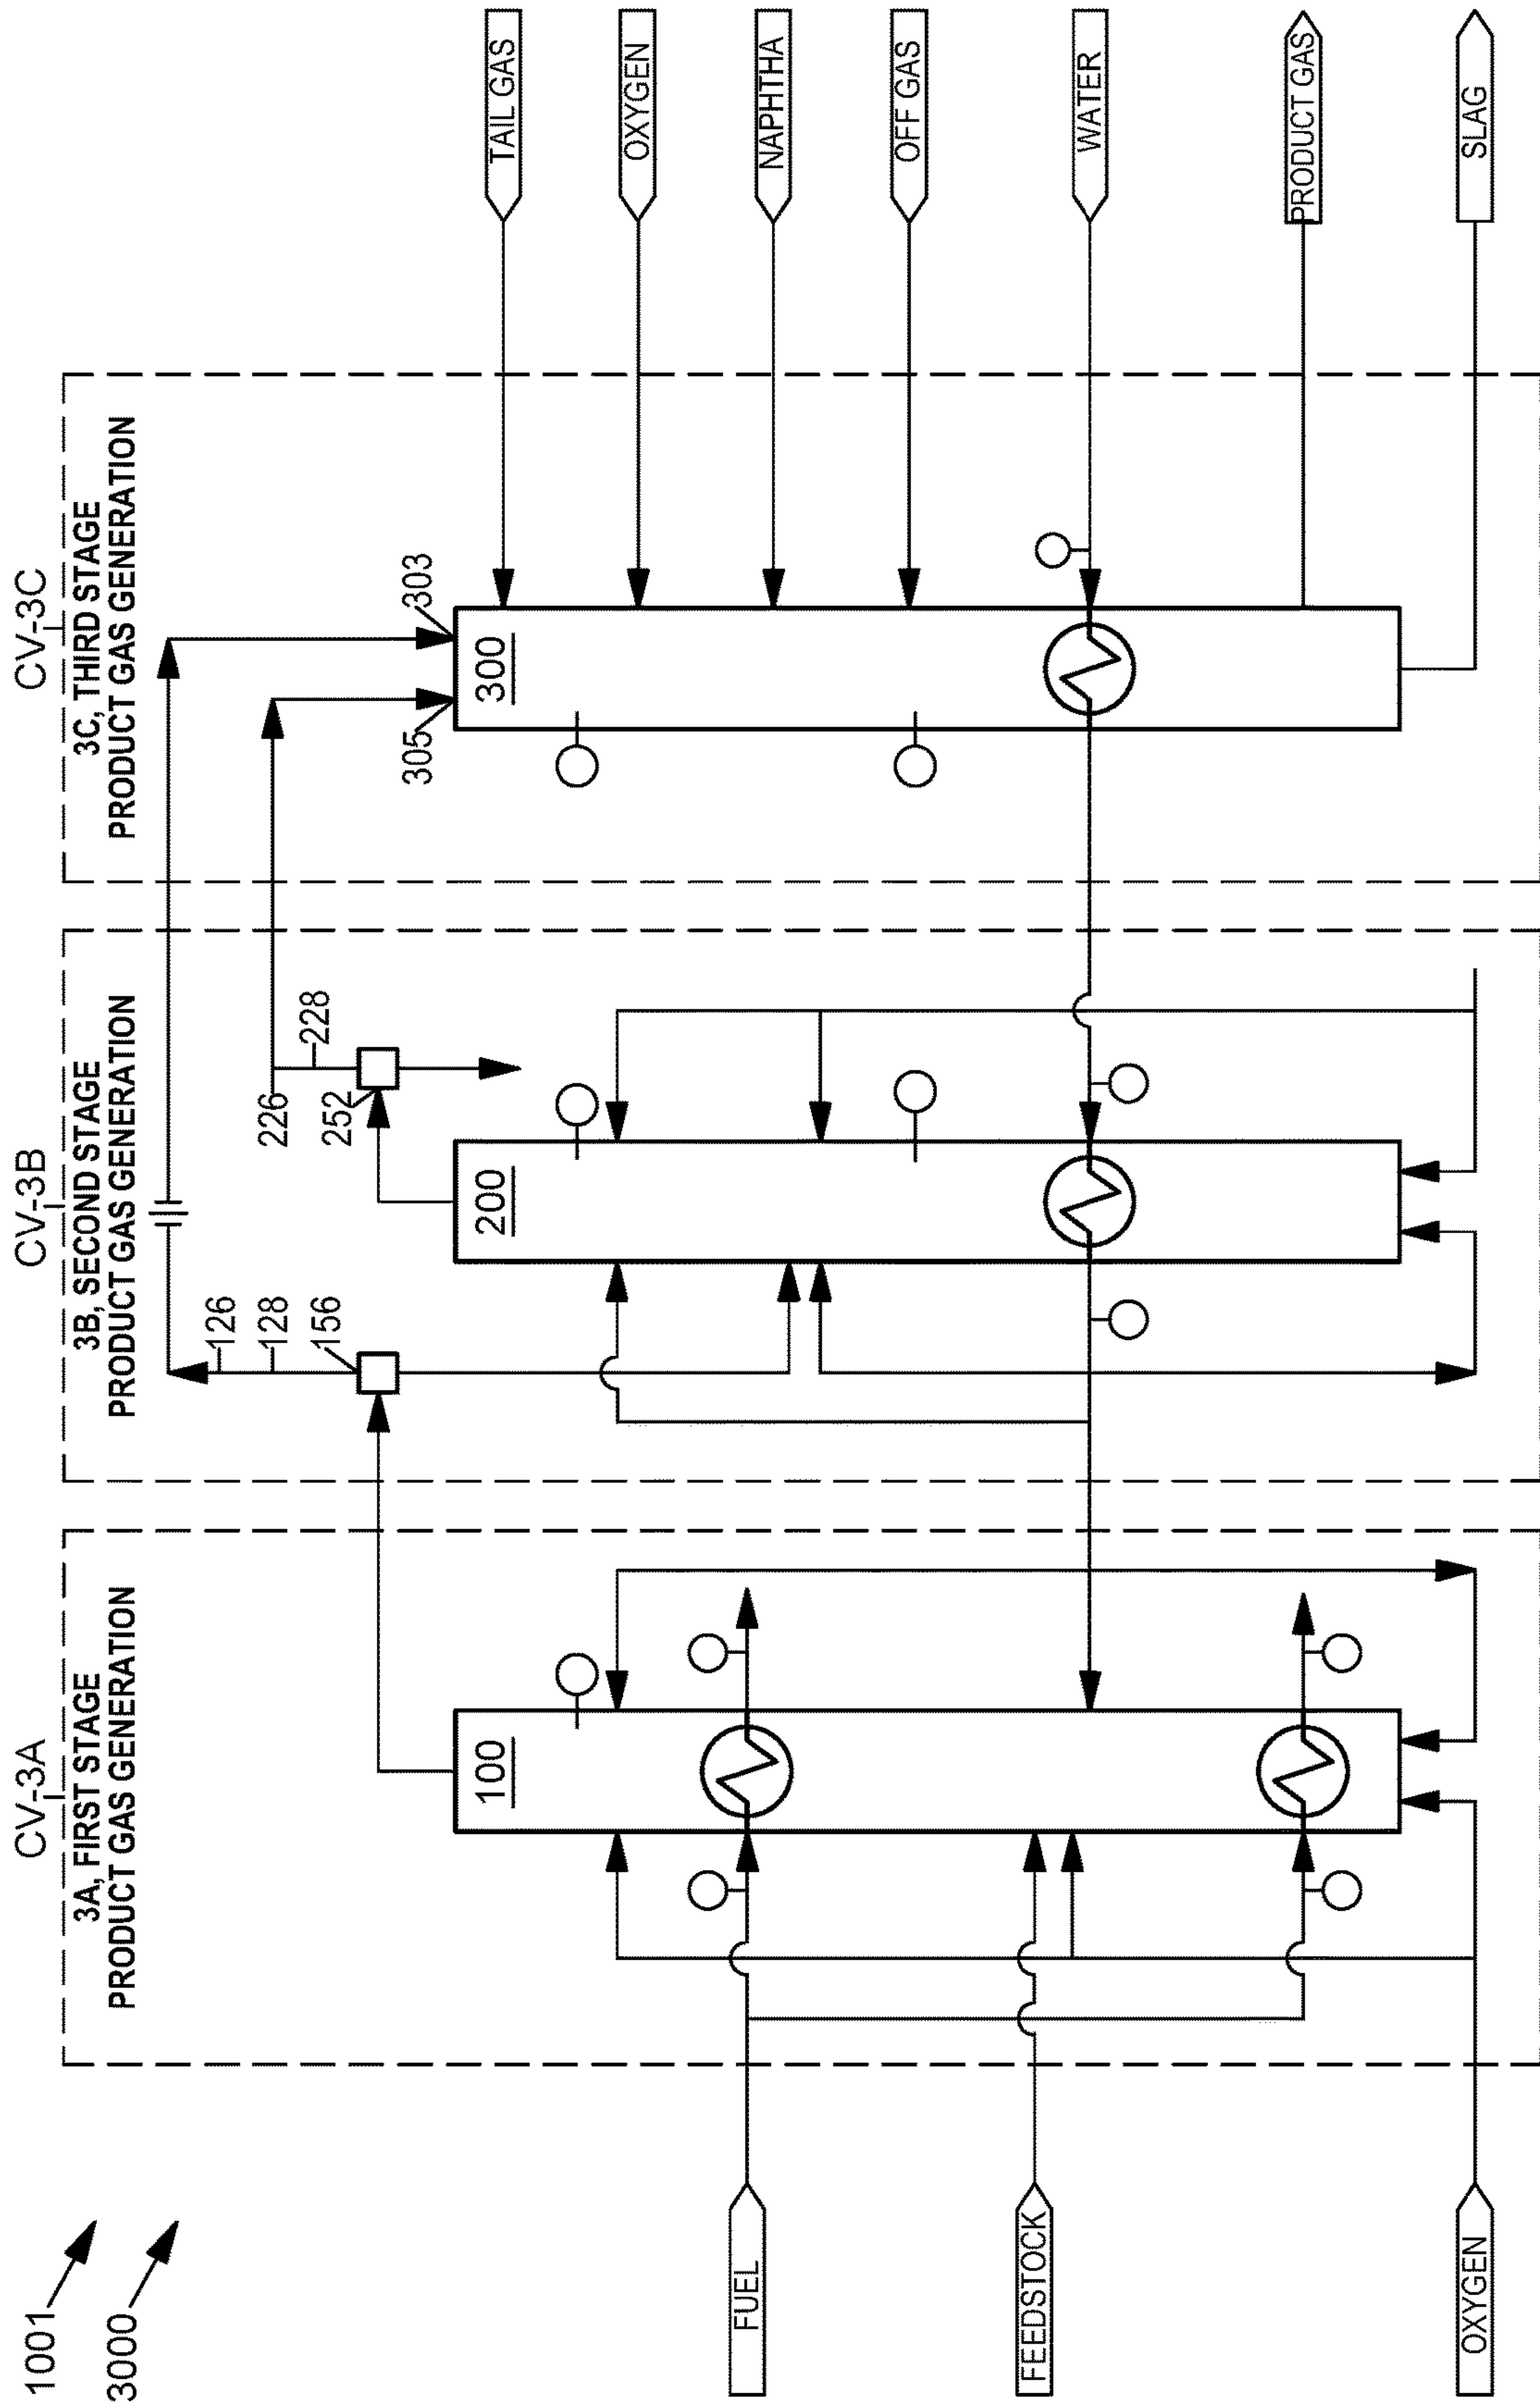 1001
3000
CV-3A
3A, FIRST STAGE
PRODUCT GAS GENERATION
CV-3B
3B, SECOND STAGE
PRODUCT GAS GENERATION
CV-3C
3C, THIRD STAGE
PRODUCT GAS GENERATION
FUEL
FEEDSTOCK
OXYGEN
100
126
128
156
200
226
228
252
300
303
305
TAIL GAS
OXYGEN
NAPHTHA
OFF GAS
WATER
PRODUCT GAS
SLAG